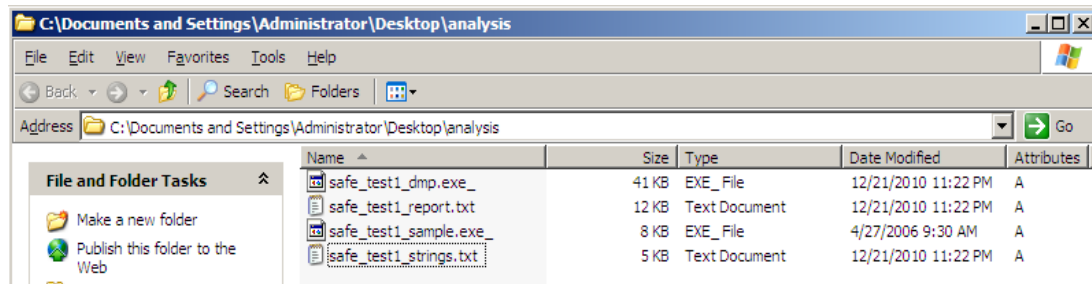 C:\Documents and Settings\Administrator\Desktop\analysis
File Edit View Favorites Tools Help
Back Search Folders
Address C:\Documents and Settings\Administrator\Desktop\analysis Go
Name Size Type Date Modified Attributes
File and Folder Tasks
Make a new folder
Publish this folder to the
Web
safe_test1_dmp.exe_ 41 KB EXE_ File 12/21/2010 11:22 PM A
safe_test1_report.txt 12 KB Text Document 12/21/2010 11:22 PM A
safe_test1_sample.exe_ 8 KB EXE_ File 4/27/2006 9:30 AM A
safe_test1_strings.txt 5 KB Text Document 12/21/2010 11:22 PM A